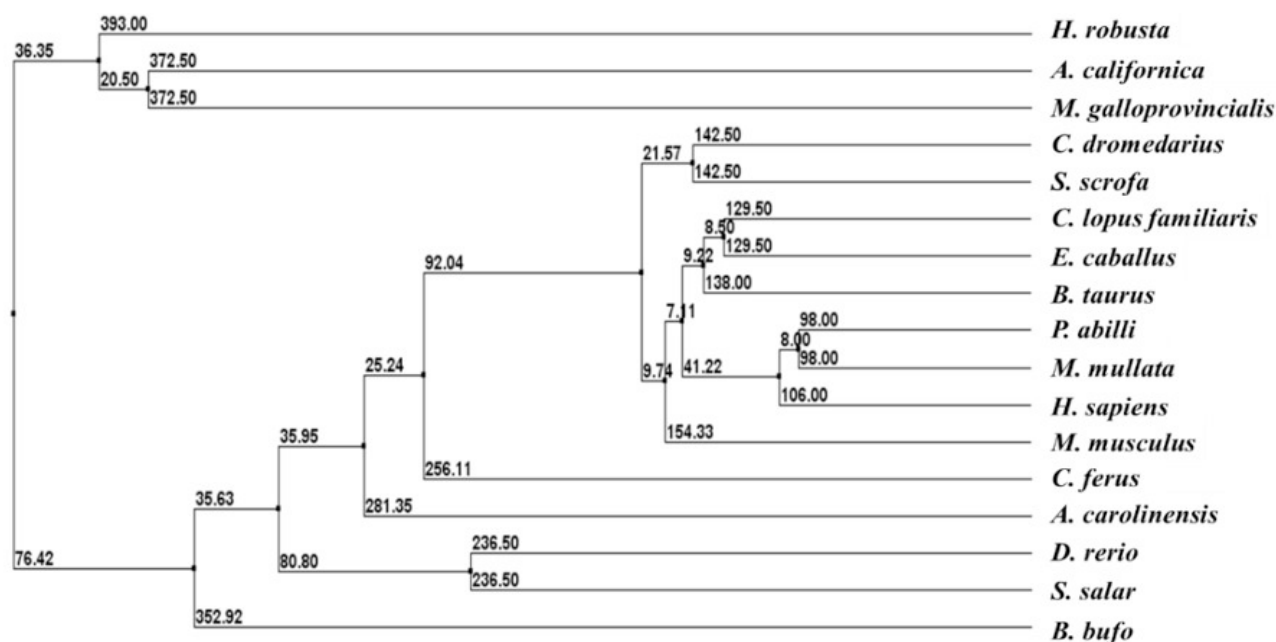 393.00
H. robusta
36.35
372.50
A. californica
20.50
372.50
M. galloprovincialis
142.50
C. dromedarius
21.57
142.50
S. scrofa
129.50
C. lopus familiaris
8.50
129.50
E. caballus
9.22
138.00
B. taurus
92.04
7.11
98.00
P. abilli
8.00
98.00
M. mullata
41.22
9.74
25.24
106.00
H. sapiens
154.33
M. musculus
35.95
256.11
C. ferus
35.63
281.35
A. carolinensis
236.50
D. rerio
76.42
80.80
236.50
S. salar
352.92
B. bufo